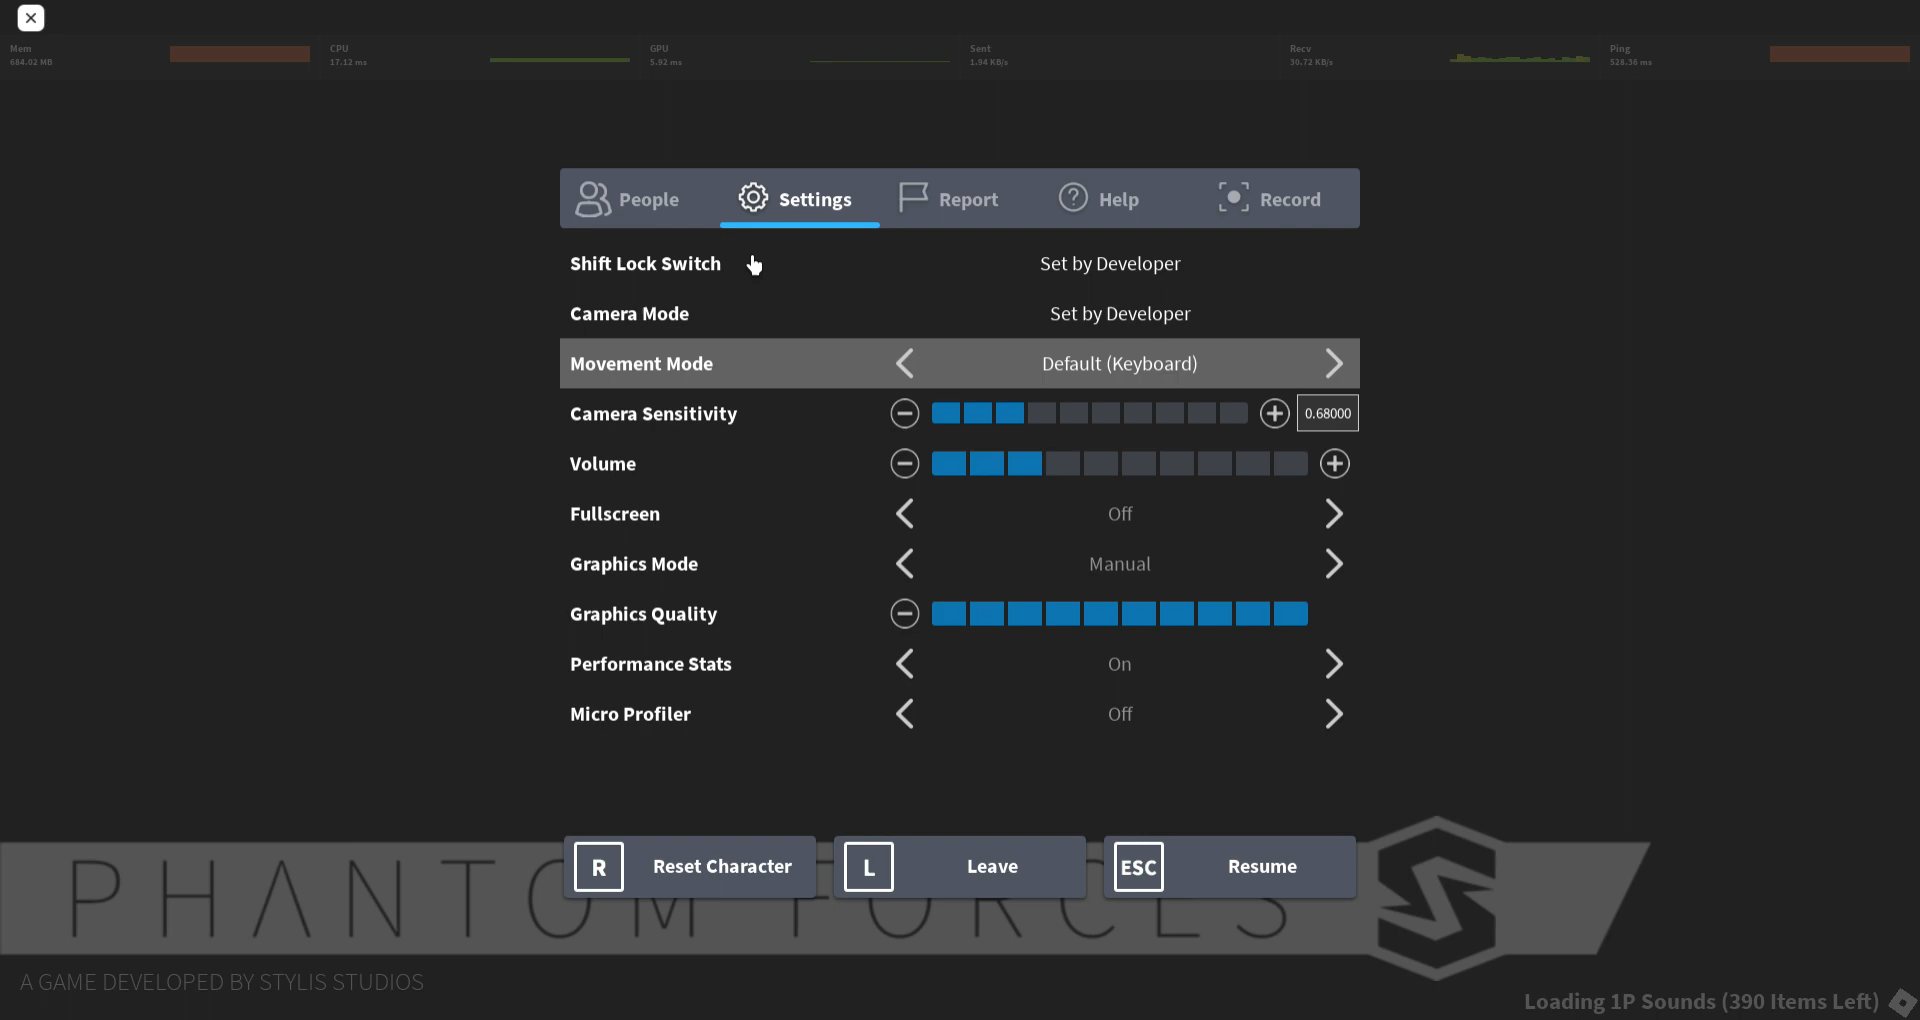 Mem
684.02 MB
CPU
17.12 ms
GPU
5.92 ms
Sent
1.94 KB/s
Recv
30.72 KB/s
Ping
528.36 ms
People
Settings
Report
Help
Record
Shift Lock Switch
Set by Developer
Camera Mode
Set by Developer
Movement Mode
Default (Keyboard)
Camera Sensitivity
0.68000
Volume
Fullscreen
Off
Graphics Mode
Manual
Graphics Quality
Performance Stats
On
Micro Profiler
Off
R
Reset Character
L
Leave
ESC
Resume
PHANTOM FORCES
A GAME DEVELOPED BY STYLIS STUDIOS
Loading 1P Sounds (390 Items Left)